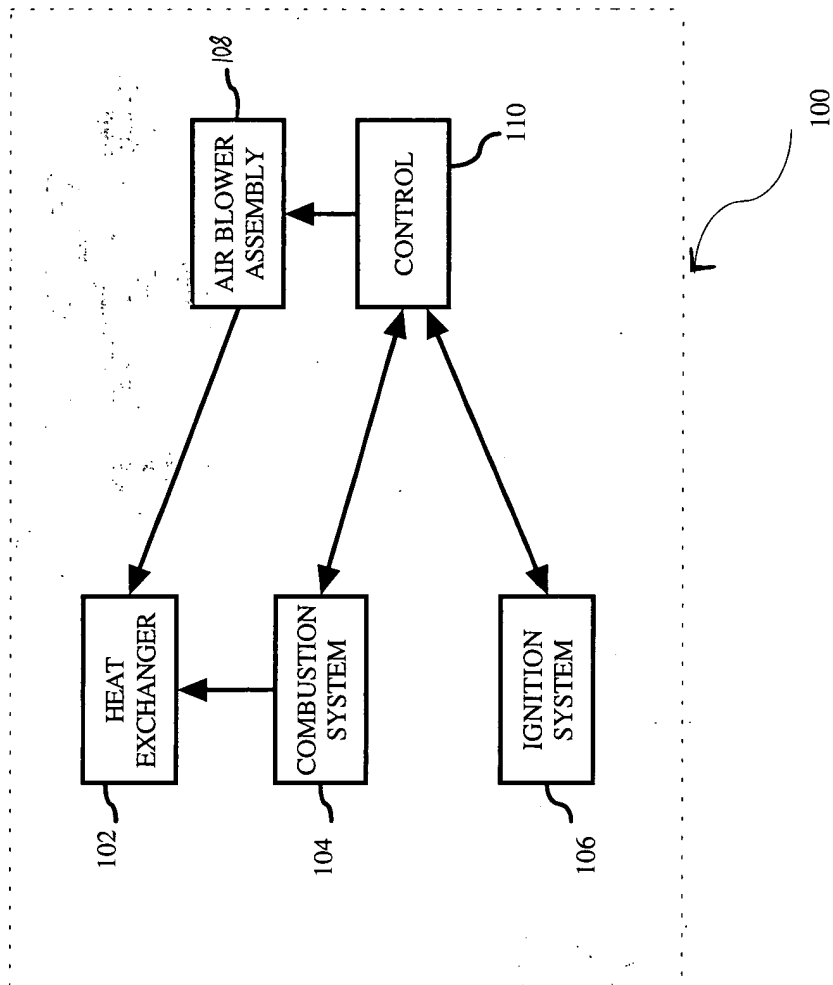 HEAT
EXCHANGER
102
COMBUSTION
SYSTEM
104
IGNITION
SYSTEM
106
AIR BLOWER
ASSEMBLY
108
CONTROL
110
100